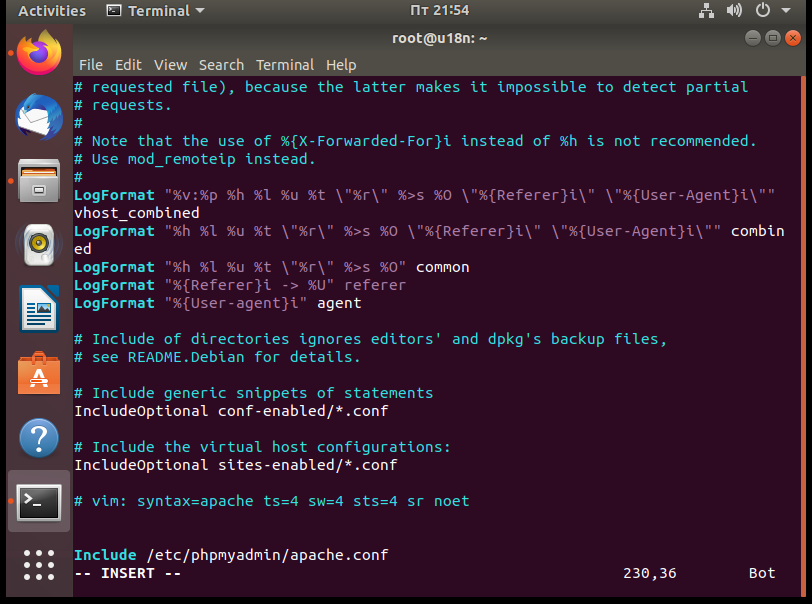 Activities Terminal Пт 21:54
root@u18n: ~
File Edit View Search Terminal Help
# requested file), because the latter makes it impossible to detect partial
# requests.
#
# Note that the use of %{X-Forwarded-For}i instead of %h is not recommended.
# Use mod_remoteip instead.
#
LogFormat "%v:%p %h %l %u %t \"%r\" %>s %O \"%{Referer}i\" \"%{User-Agent}i\""
vhost_combined
LogFormat "%h %l %u %t \"%r\" %>s %O \"%{Referer}i\" \"%{User-Agent}i\"" combin
ed
LogFormat "%h %l %u %t \"%r\" %>s %O" common
LogFormat "%{Referer}i -> %U" referer
LogFormat "%{User-agent}i" agent
# Include of directories ignores editors' and dpkg's backup files,
# see README.Debian for details.
# Include generic snippets of statements
IncludeOptional conf-enabled/*.conf
# Include the virtual host configurations:
IncludeOptional sites-enabled/*.conf
# vim: syntax=apache ts=4 sw=4 sts=4 sr noet
Include /etc/phpmyadmin/apache.conf
-- INSERT -- 230,36 Bot